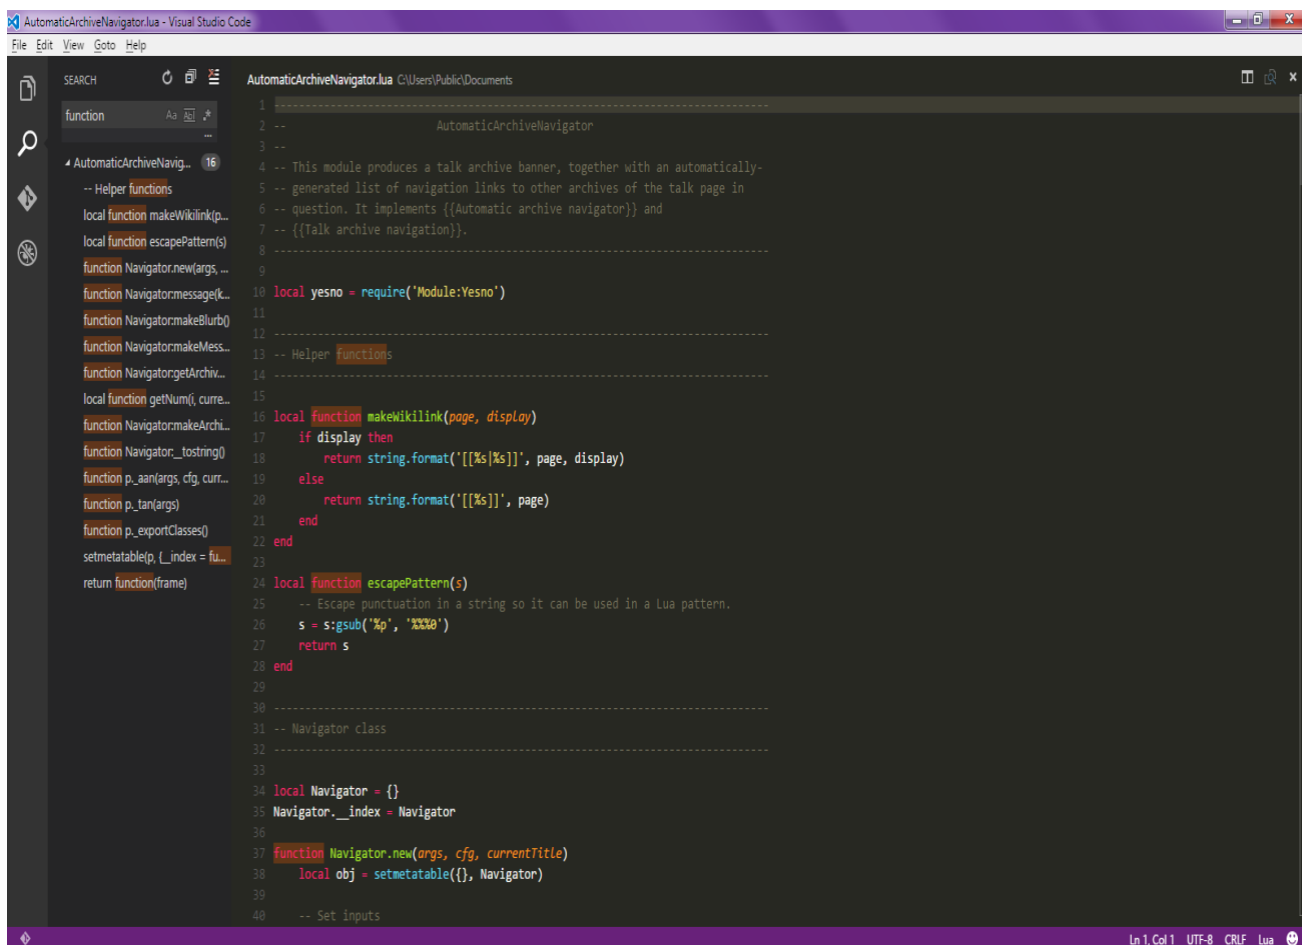 AutomaticArchiveNavigator.lua - Visual Studio Code
File Edit View Goto Help
SEARCH
function
Aa Ab| .*
...
AutomaticArchiveNavig... 16
-- Helper functions
local function makeWikilink(p...
local function escapePattern(s)
function Navigator.new(args, ...
function Navigator:message(k...
function Navigator:makeBlurb()
function Navigator:makeMess...
function Navigator:getArchiv...
local function getNum(i, curre...
function Navigator:makeArchi...
function Navigator:__tostring()
function p._aan(args, cfg, curr...
function p._tan(args)
function p._exportClasses()
setmetatable(p, {__index = fu...
return function(frame)
AutomaticArchiveNavigator.lua C:\Users\Public\Documents
1 -------------------------------------------------------------------------------
2 -- AutomaticArchiveNavigator
3 --
4 -- This module produces a talk archive banner, together with an automatically-
5 -- generated list of navigation links to other archives of the talk page in
6 -- question. It implements {{Automatic archive navigator}} and
7 -- {{Talk archive navigation}}.
8 -------------------------------------------------------------------------------
9
10 local yesno = require('Module:Yesno')
11
12 -------------------------------------------------------------------------------
13 -- Helper functions
14 -------------------------------------------------------------------------------
15
16 local function makeWikilink(page, display)
17 if display then
18 return string.format('[[%s|%s]]', page, display)
19 else
20 return string.format('[[%s]]', page)
21 end
22 end
23
24 local function escapePattern(s)
25 -- Escape punctuation in a string so it can be used in a Lua pattern.
26 s = s:gsub('%p', '%%%0')
27 return s
28 end
29
30 -------------------------------------------------------------------------------
31 -- Navigator class
32 -------------------------------------------------------------------------------
33
34 local Navigator = {}
35 Navigator.__index = Navigator
36
37 function Navigator.new(args, cfg, currentTitle)
38 local obj = setmetatable({}, Navigator)
39
40 -- Set inputs
Ln 1, Col 1 UTF-8 CRLF Lua